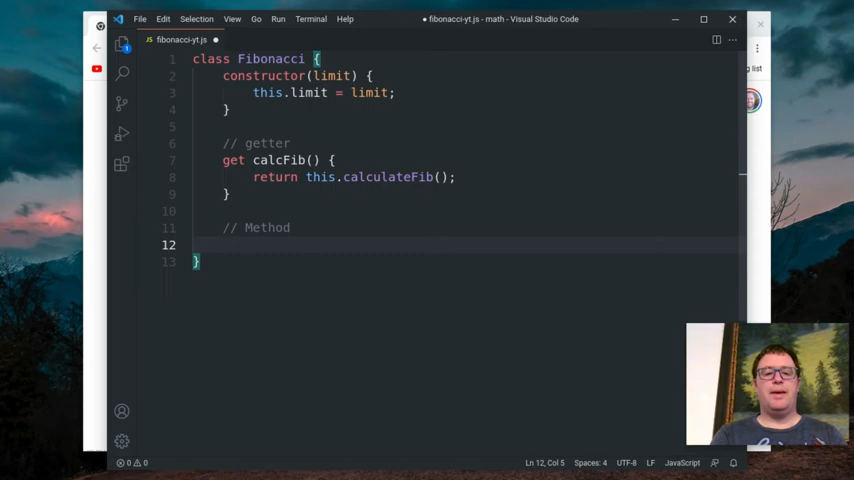 File Edit Selection View Go Run Terminal Help
● fibonacci-yt.js - math - Visual Studio Code
JS fibonacci-yt.js ●
1 class Fibonacci {
2 constructor(limit) {
3 this.limit = limit;
4 }
5
6 // getter
7 get calcFib() {
8 return this.calculateFib();
9 }
10
11 // Method
12
13 }
1
ng list
0 0
Ln 12, Col 5 Spaces: 4 UTF-8 LF JavaScript